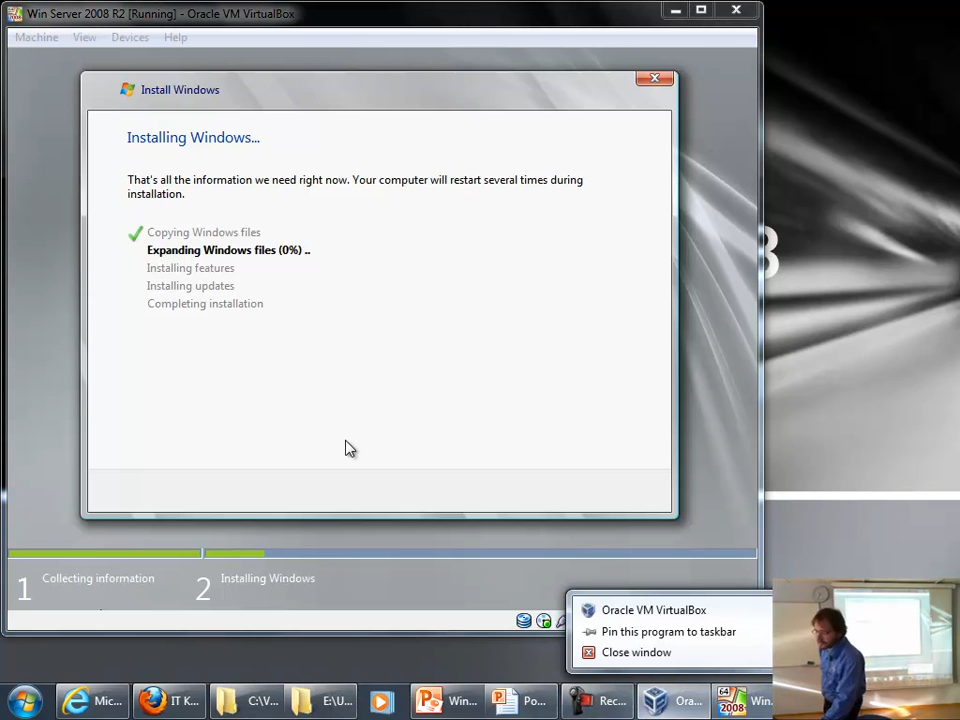 Win Server 2008 R2 [Running] - Oracle VM VirtualBox
Machine View Devices Help
Install Windows
Installing Windows...
That's all the information we need right now. Your computer will restart several times during
installation.
Copying Windows files
Expanding Windows files (0%) ..
Installing features
Installing updates
Completing installation
1 Collecting information 2 Installing Windows
Oracle VM VirtualBox
Pin this program to taskbar
Close window
Mic... IT K... C:\V... E:\U... Win... Po... Rec... Ora... 64 2008 Win